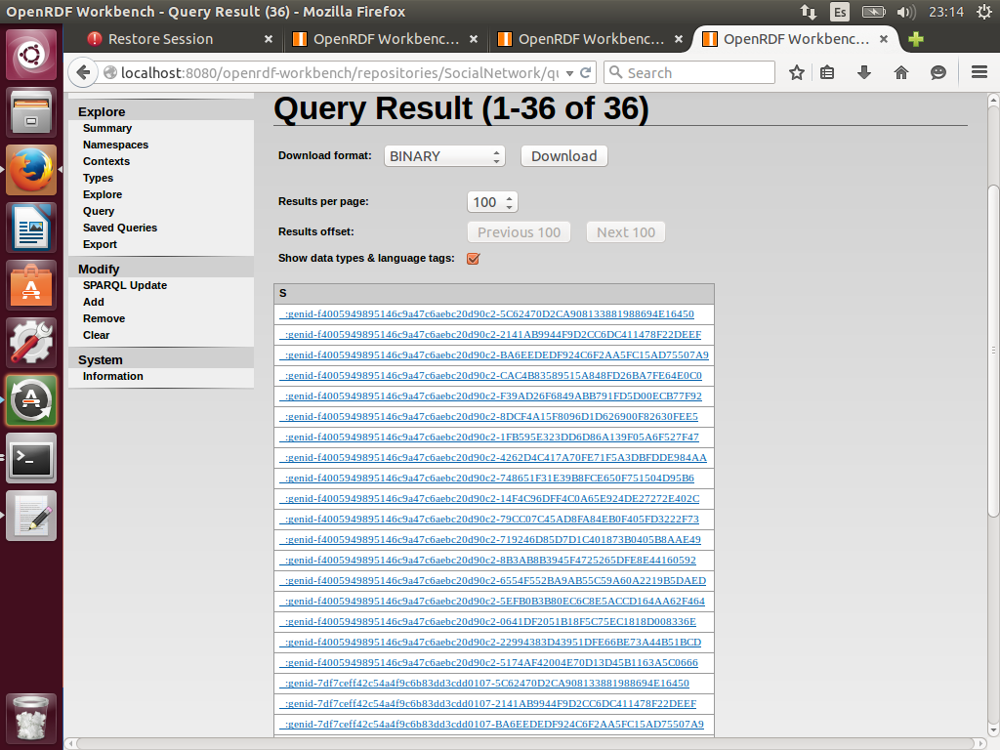 OpenRDF Workbench - Query Result (36) - Mozilla Firefox
Es
23:14
Restore Session
OpenRDF Workbenc...
OpenRDF Workbenc...
OpenRDF Workbenc...
localhost:8080/openrdf-workbench/repositories/SocialNetwork/qu
Search
Explore
Summary
Namespaces
Contexts
Types
Explore
Query
Saved Queries
Export
Modify
SPARQL Update
Add
Remove
Clear
System
Information
Query Result (1-36 of 36)
Download format:
BINARY
Download
Results per page:
100
Results offset:
Previous 100
Next 100
Show data types & language tags:
S
_:genid-f4005949895146c9a47c6aebc20d90c2-5C62470D2CA908133881988694E16450
_:genid-f4005949895146c9a47c6aebc20d90c2-2141AB9944F9D2CC6DC411478F22DEEF
_:genid-f4005949895146c9a47c6aebc20d90c2-BA6EEDEDF924C6F2AA5FC15AD75507A9
_:genid-f4005949895146c9a47c6aebc20d90c2-CAC4B83589515A848FD26BA7FE64E0C0
_:genid-f4005949895146c9a47c6aebc20d90c2-F39AD26F6849ABB791FD5D00ECB77F92
_:genid-f4005949895146c9a47c6aebc20d90c2-8DCF4A15F8096D1D626900F82630FEE5
_:genid-f4005949895146c9a47c6aebc20d90c2-1FB595E323DD6D86A139F05A6F527F47
_:genid-f4005949895146c9a47c6aebc20d90c2-4262D4C417A70FE71F5A3DBFDDE984AA
_:genid-f4005949895146c9a47c6aebc20d90c2-748651F31E39B8FCE650F751504D95B6
_:genid-f4005949895146c9a47c6aebc20d90c2-14F4C96DFF4C0A65E924DE27272E402C
_:genid-f4005949895146c9a47c6aebc20d90c2-79CC07C45AD8FA84EB0F405FD3222F73
_:genid-f4005949895146c9a47c6aebc20d90c2-719246D85D7D1C401873B0405B8AAE49
_:genid-f4005949895146c9a47c6aebc20d90c2-8B3AB8B3945F4725265DFE8E44160592
_:genid-f4005949895146c9a47c6aebc20d90c2-6554F552BA9AB55C59A60A2219B5DAED
_:genid-f4005949895146c9a47c6aebc20d90c2-5EFB0B3B80EC6C8E5ACCD164AA62F464
_:genid-f4005949895146c9a47c6aebc20d90c2-0641DF2051B18F5C75EC1818D008336E
_:genid-f4005949895146c9a47c6aebc20d90c2-22994383D43951DFE66BE73A44B51BCD
_:genid-f4005949895146c9a47c6aebc20d90c2-5174AF42004E70D13D45B1163A5C0666
_:genid-7df7ceff42c54a4f9c6b83dd3cdd0107-5C62470D2CA908133881988694E16450
_:genid-7df7ceff42c54a4f9c6b83dd3cdd0107-2141AB9944F9D2CC6DC411478F22DEEF
_:genid-7df7ceff42c54a4f9c6b83dd3cdd0107-BA6EEDEDF924C6F2AA5FC15AD75507A9